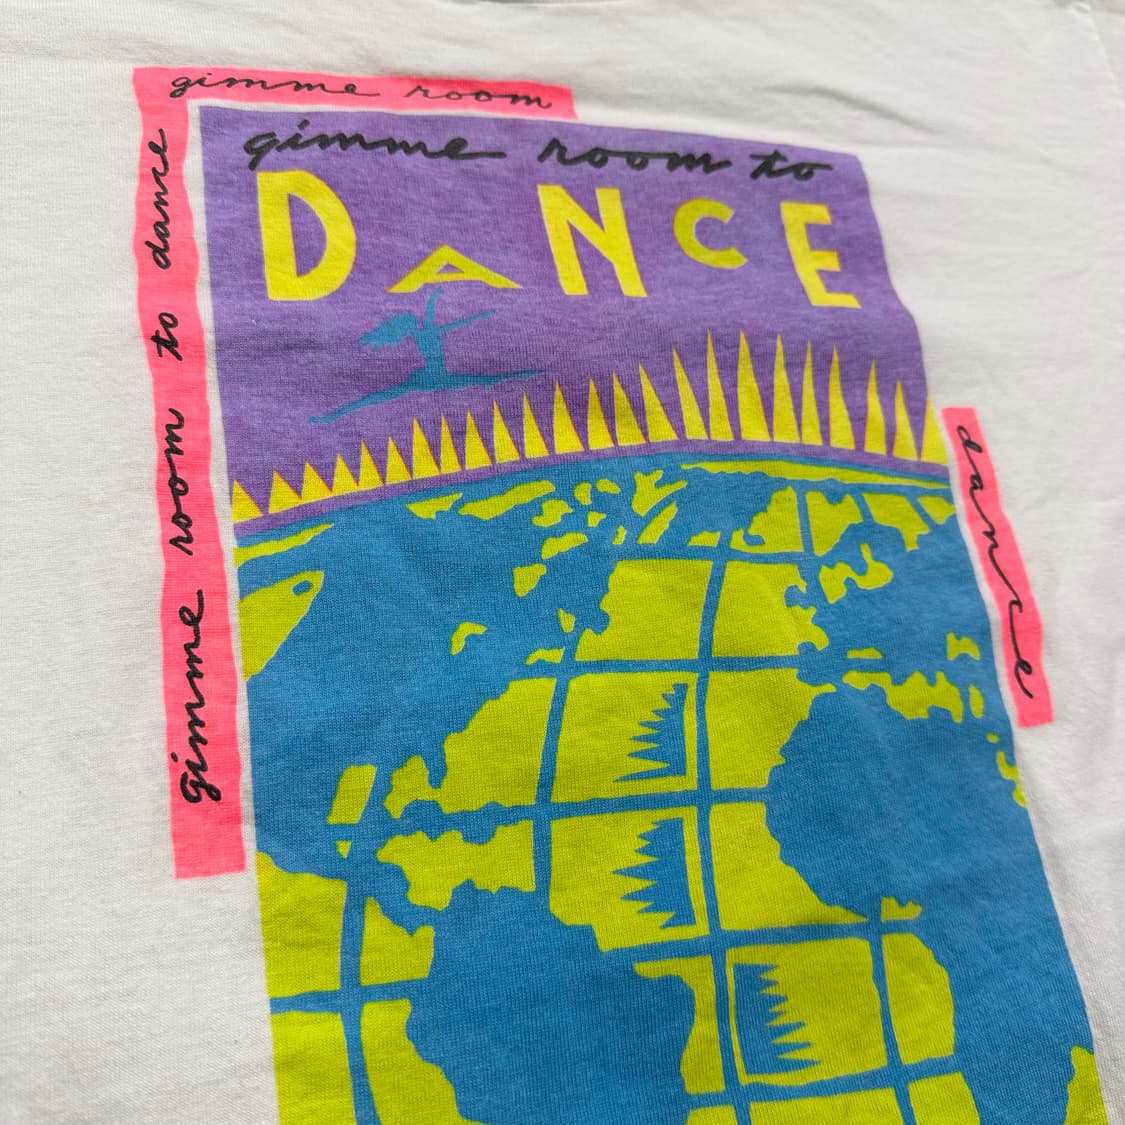 gimme room
gimme room to
DANCE
gimme room to dance
dance